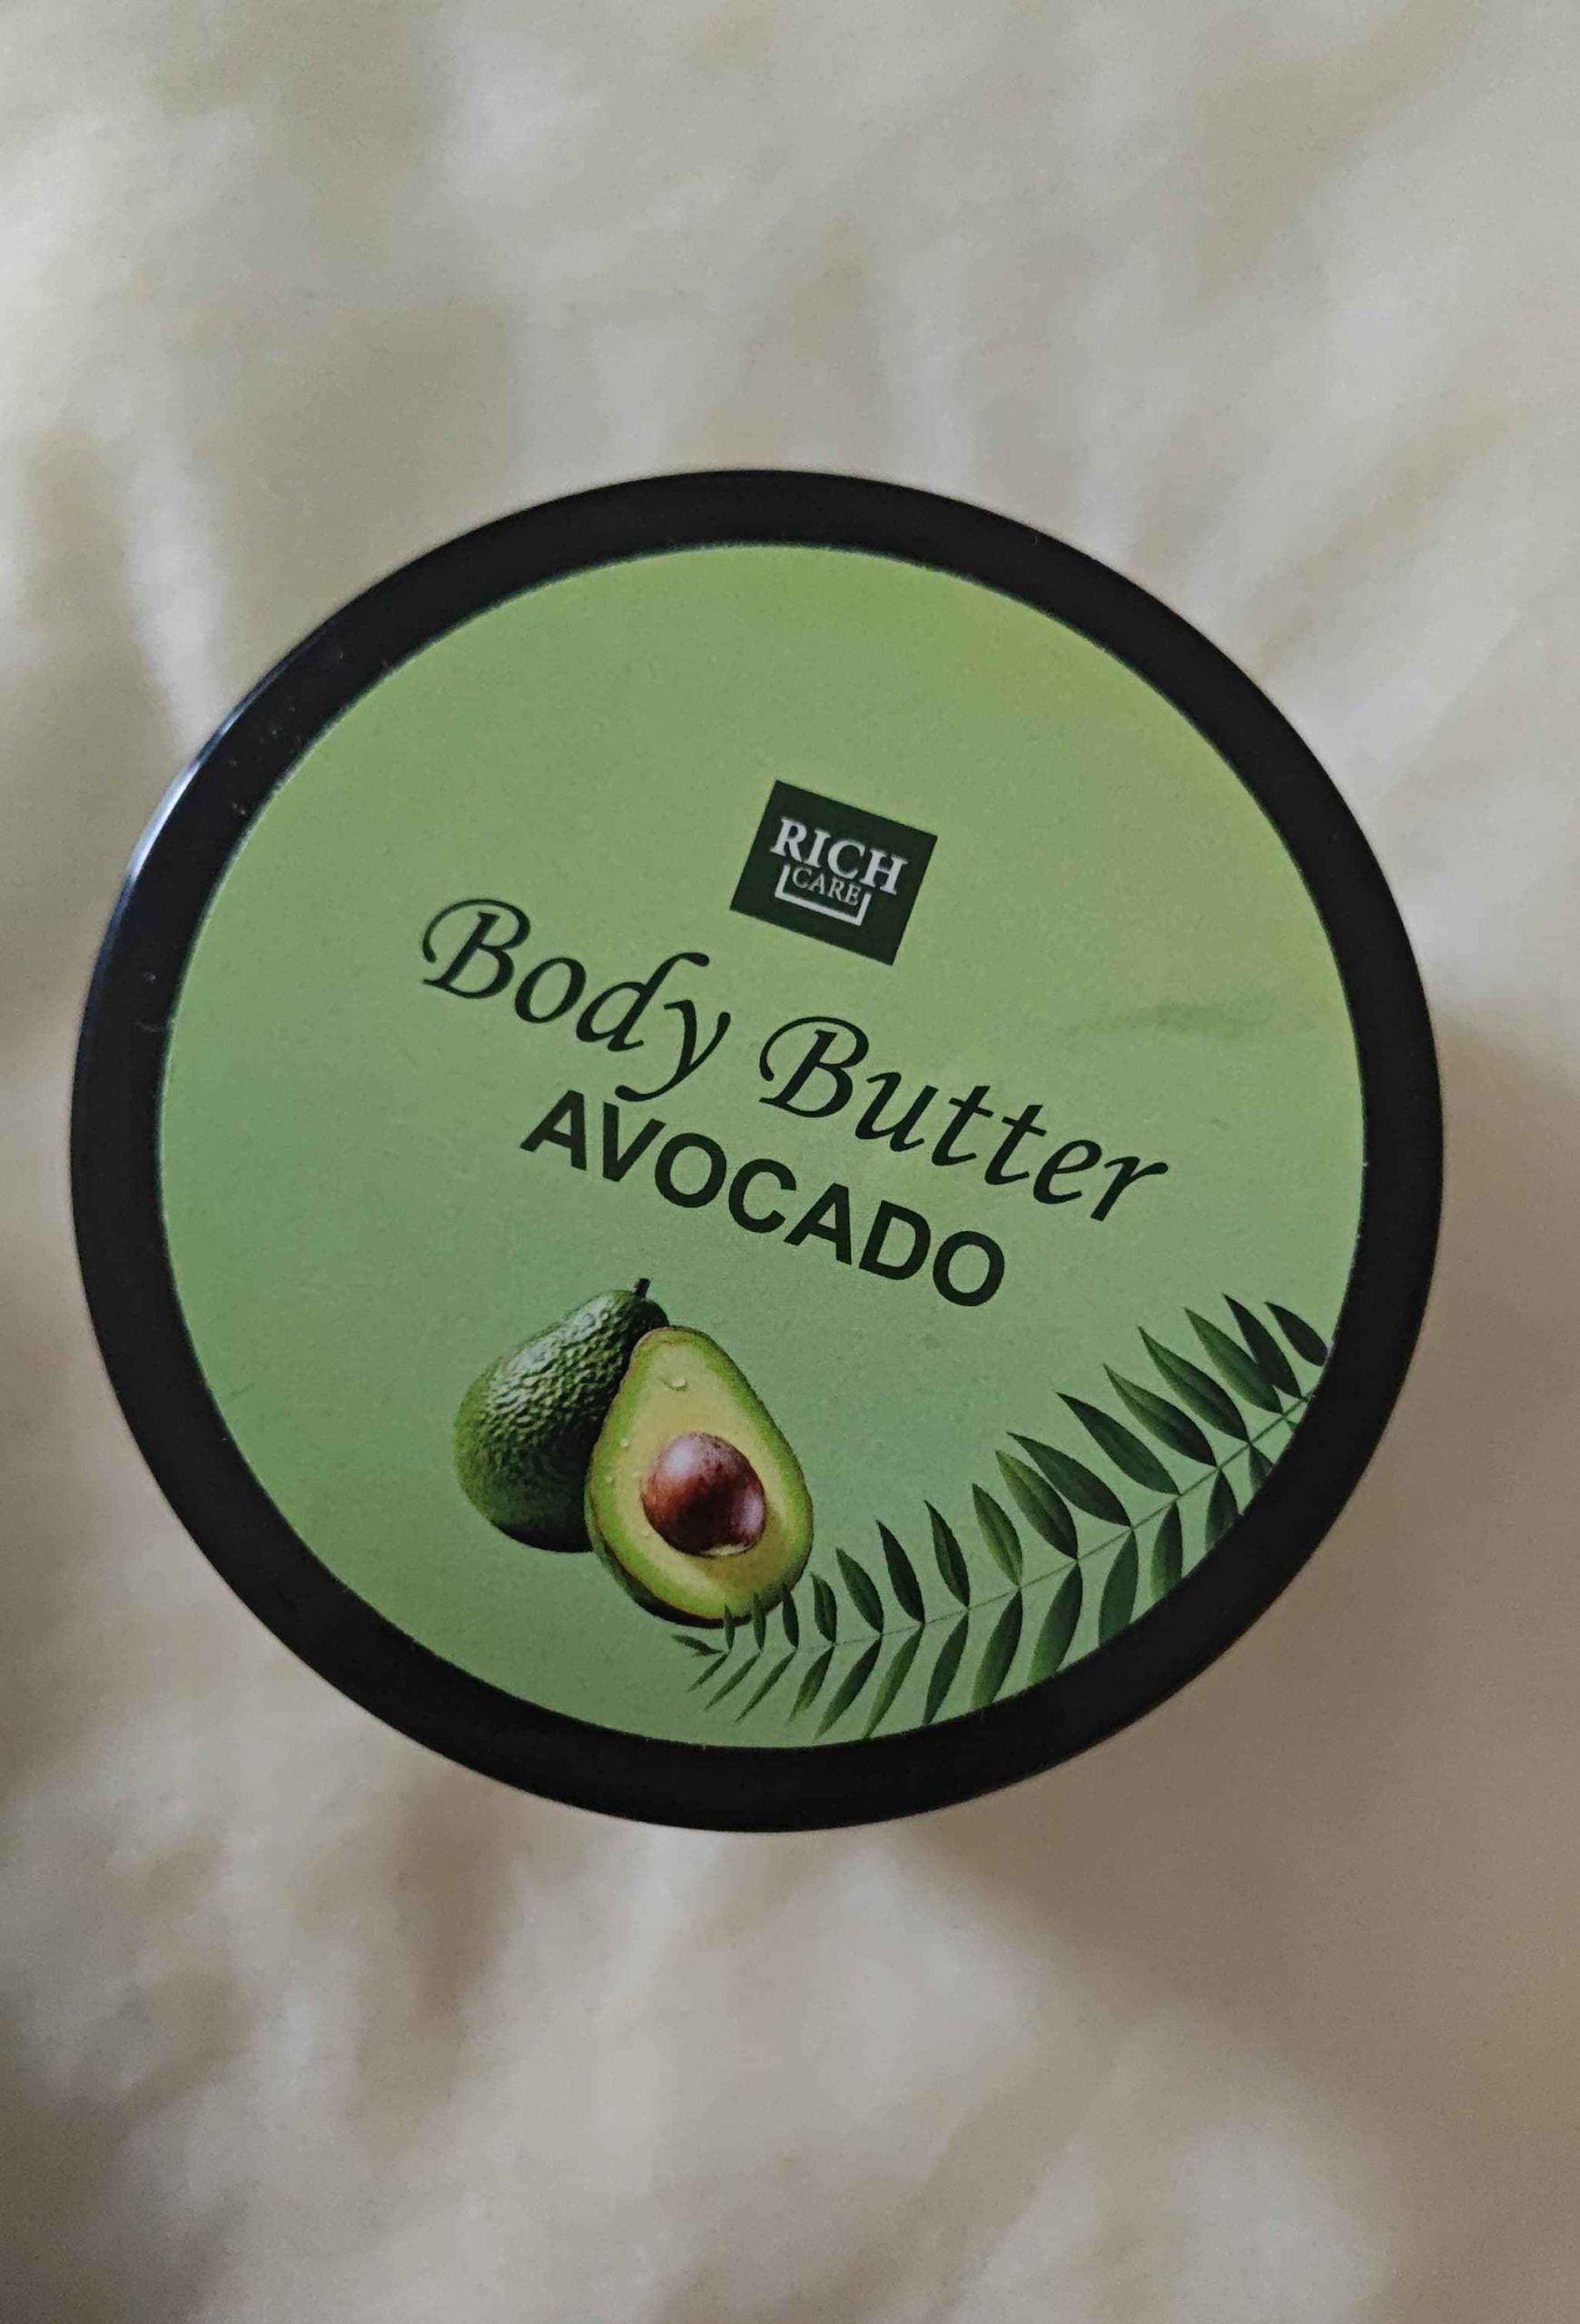 RICH
CARE
Body Butter
AVOCADO